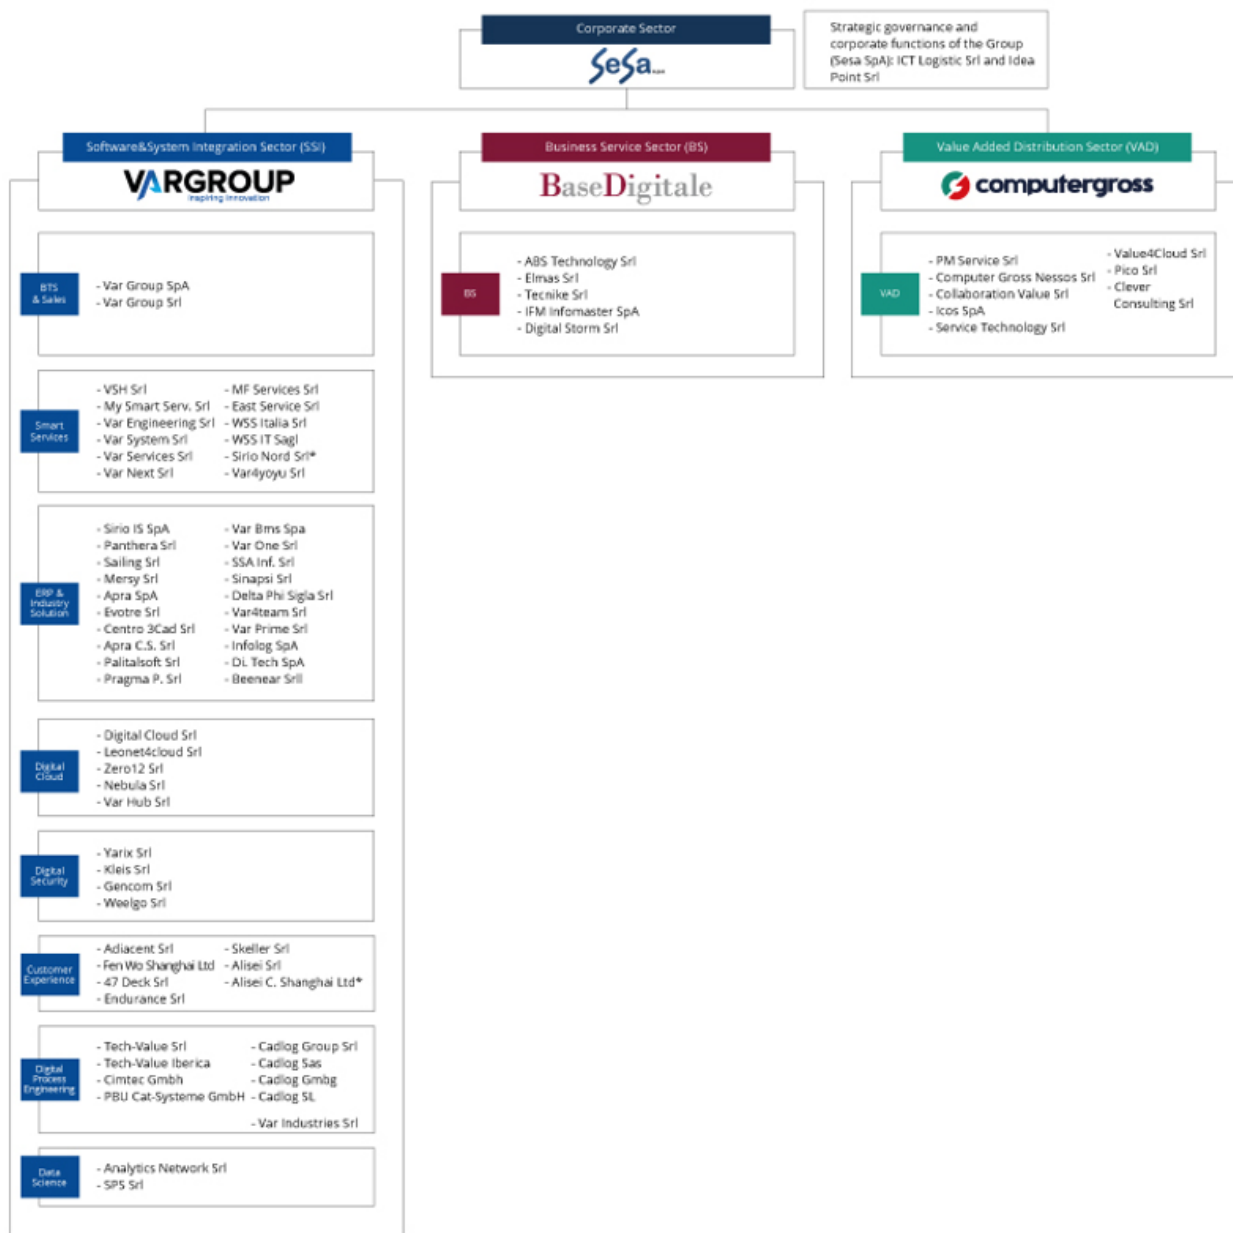 Corporate Sector
SeSa
Strategic governance and
corporate functions of the Group
(Sesa SpA): ICT Logistic Srl and Idea
Point Srl
Software&System Integration Sector (SSI)
VARGROUP
Inspiring Innovation
Business Service Sector (BS)
BaseDigitale
Value Added Distribution Sector (VAD)
computergross
BTS
& Sales
- Var Group SpA
- Var Group Srl
BS
- ABS Technology Srl
- Elmas Srl
- Tecnike Srl
- IFM Infomaster SpA
- Digital Storm Srl
VAD
- PM Service Srl
- Computer Gross Nessos Srl
- Collaboration Value Srl
- Icos SpA
- Service Technology Srl
- Value4Cloud Srl
- Pico Srl
- Clever
Consulting Srl
Smart
Services
- VSH Srl
- My Smart Serv. Srl
- Var Engineering Srl
- Var System Srl
- Var Services Srl
- Var Next Srl
- MF Services Srl
- East Service Srl
- WSS Italia Srl
- WSS IT Sagl
- Sirio Nord Srl*
- Var4yoyu Srl
ERP &
Industry
Solution
- Sirio IS SpA
- Panthera Srl
- Sailing Srl
- Mersy Srl
- Apra SpA
- Evotre Srl
- Centro 3Cad Srl
- Apra C.S. Srl
- Palitalsoft Srl
- Pragma P. Srl
- Var Bms Spa
- Var One Srl
- SSA Inf. Srl
- Sinapsi Srl
- Delta Phi Sigla Srl
- Var4team Srl
- Var Prime Srl
- Infolog SpA
- Di. Tech SpA
- Beenear Srll
Digital
Cloud
- Digital Cloud Srl
- Leonet4cloud Srl
- Zero12 Srl
- Nebula Srl
- Var Hub Srl
Digital
Security
- Yarix Srl
- Kleis Srl
- Gencom Srl
- Weelgo Srl
Customer
Experience
- Adiacent Srl
- Fen Wo Shanghai Ltd
- 47 Deck Srl
- Endurance Srl
- Skeller Srl
- Alisei Srl
- Alisei C. Shanghai Ltd*
Digital
Process
Engineering
- Tech-Value Srl
- Tech-Value Iberica
- Cimtec Gmbh
- PBU Cat-Systeme GmbH
- Cadlog Group Srl
- Cadlog Sas
- Cadlog Gmbg
- Cadlog SL
- Var Industries Srl
Data
Science
- Analytics Network Srl
- SPS Srl